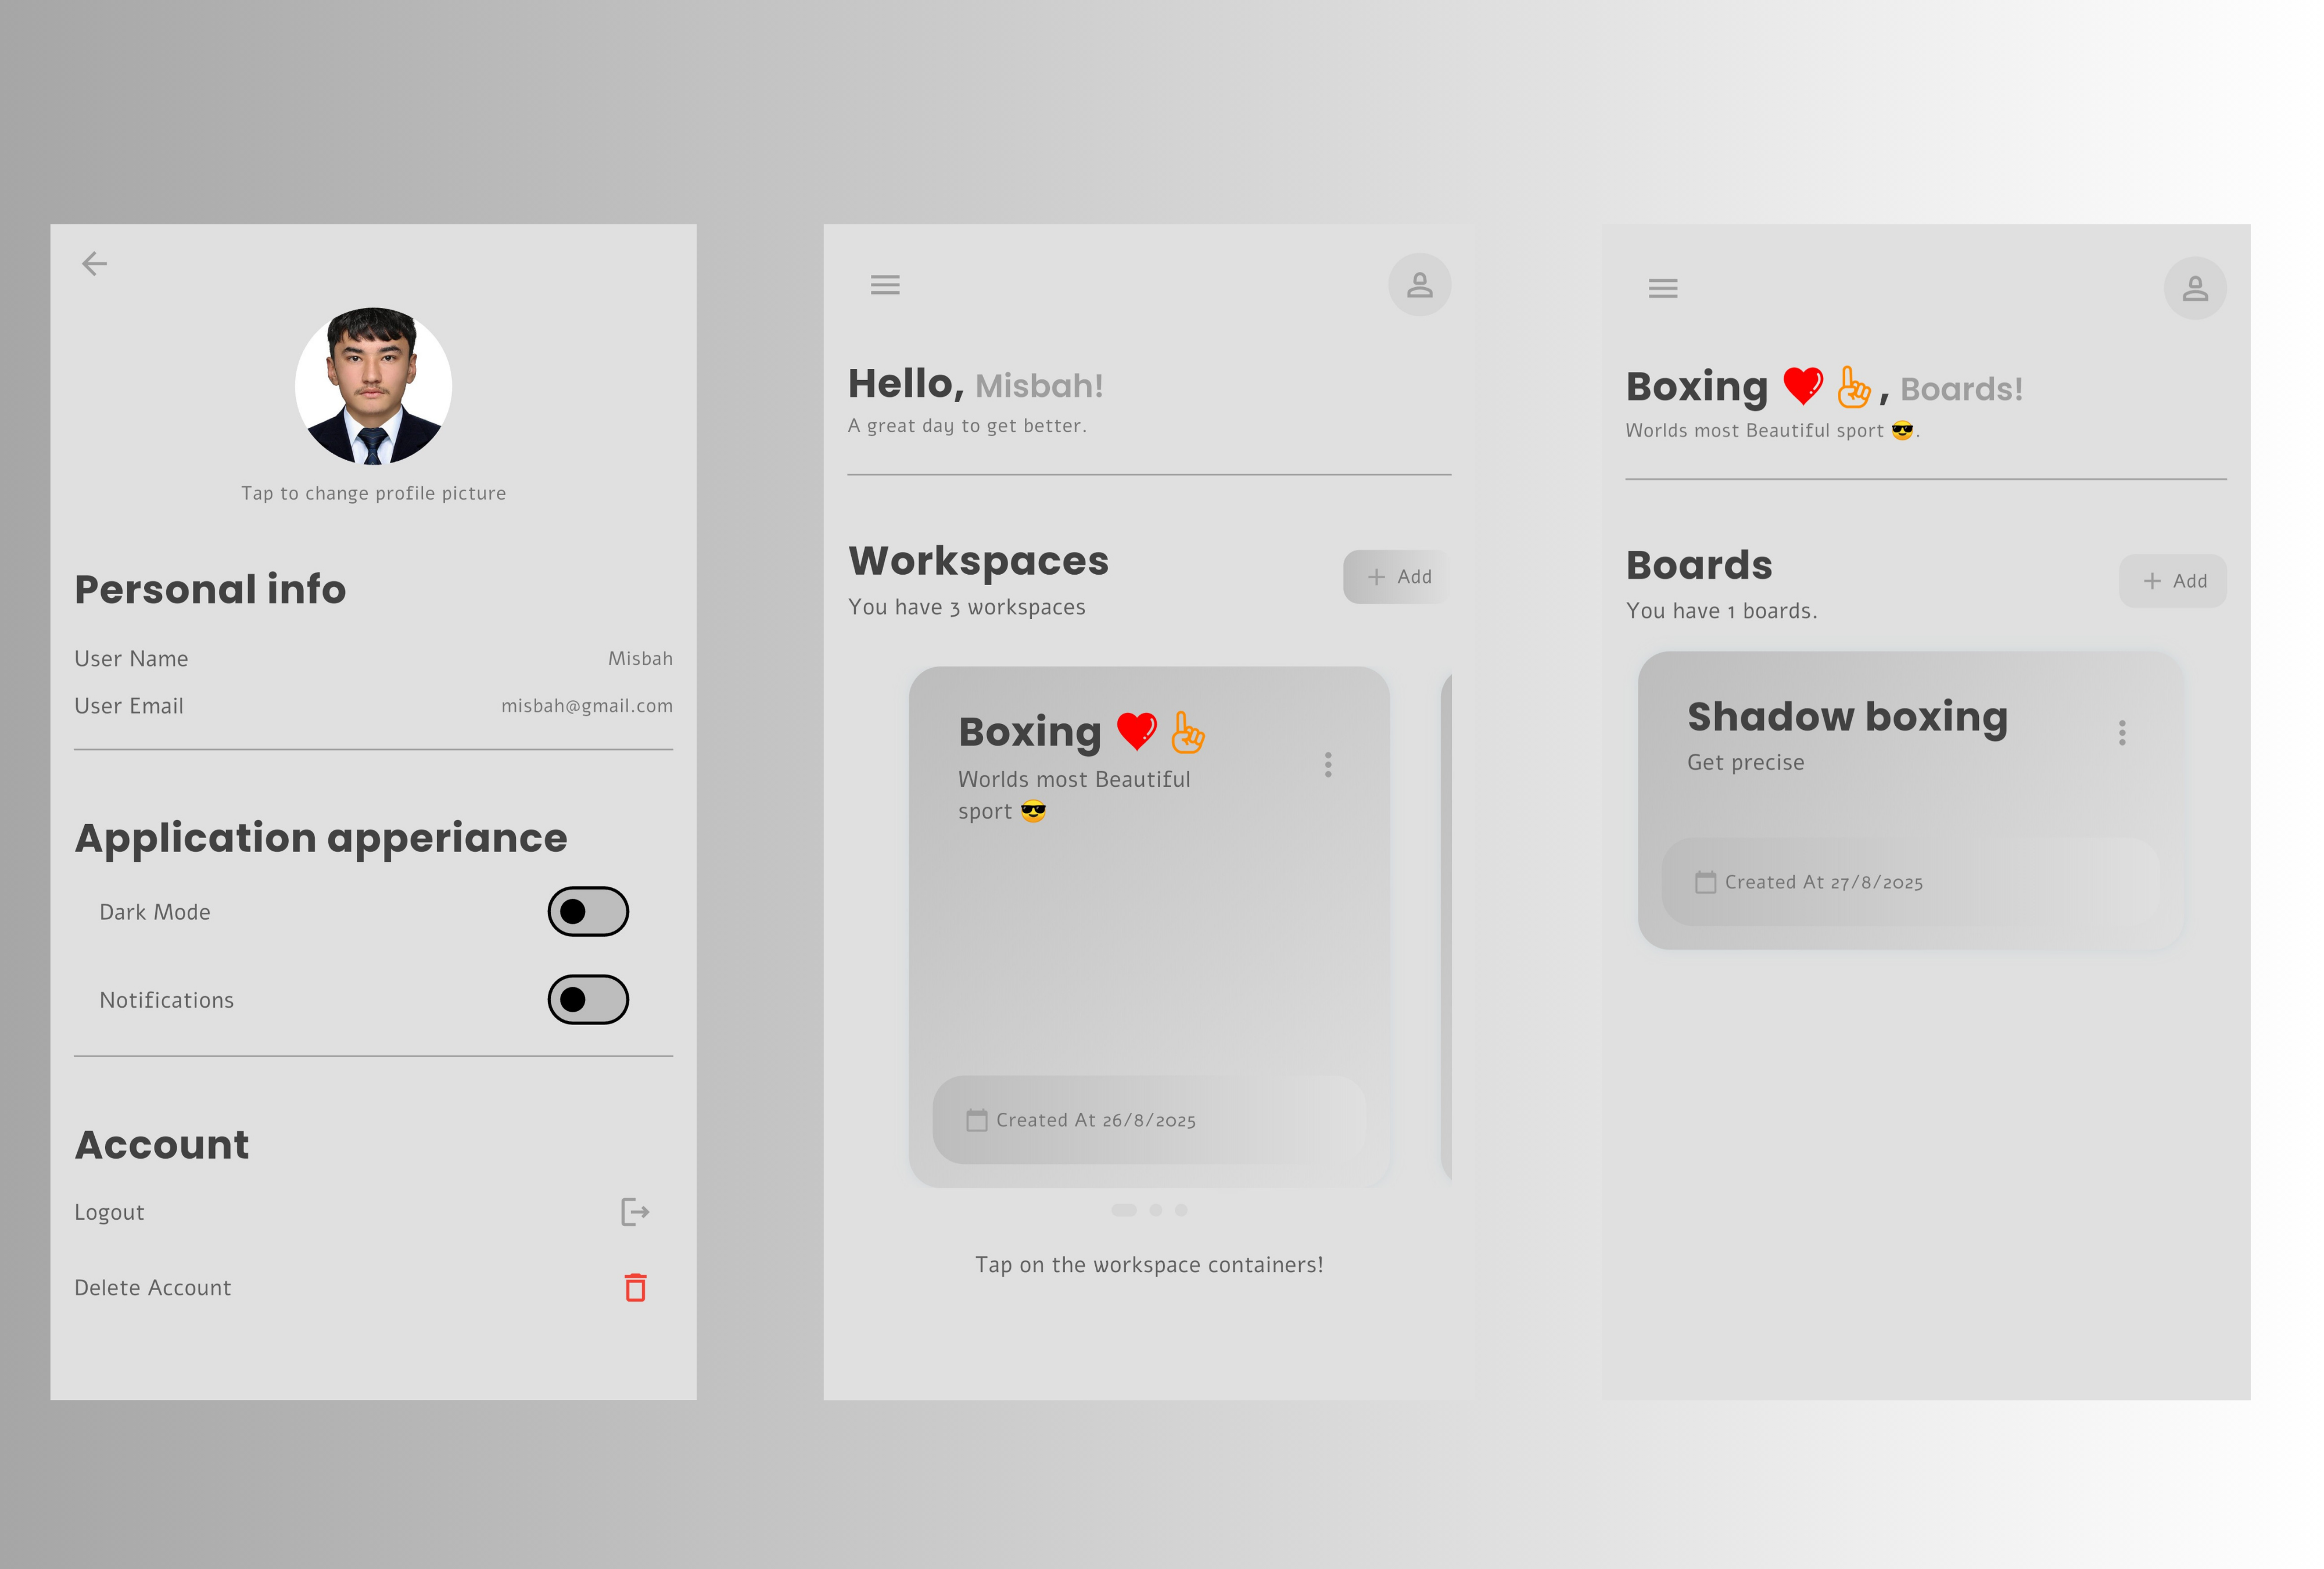 Tap to change profile picture
Personal info
User Name Misbah
User Email misbah@gmail.com
Application apperiance
Dark Mode
Notifications
Account
Logout
Delete Account
Hello, Misbah!
A great day to get better.
Workspaces
+ Add
You have 3 workspaces
Boxing ❤️👆
Worlds most Beautiful
sport 😎
Created At 26/8/2025
Tap on the workspace containers!
Boxing ❤️👆, Boards!
Worlds most Beautiful sport 😎.
Boards
+ Add
You have 1 boards.
Shadow boxing
Get precise
Created At 27/8/2025